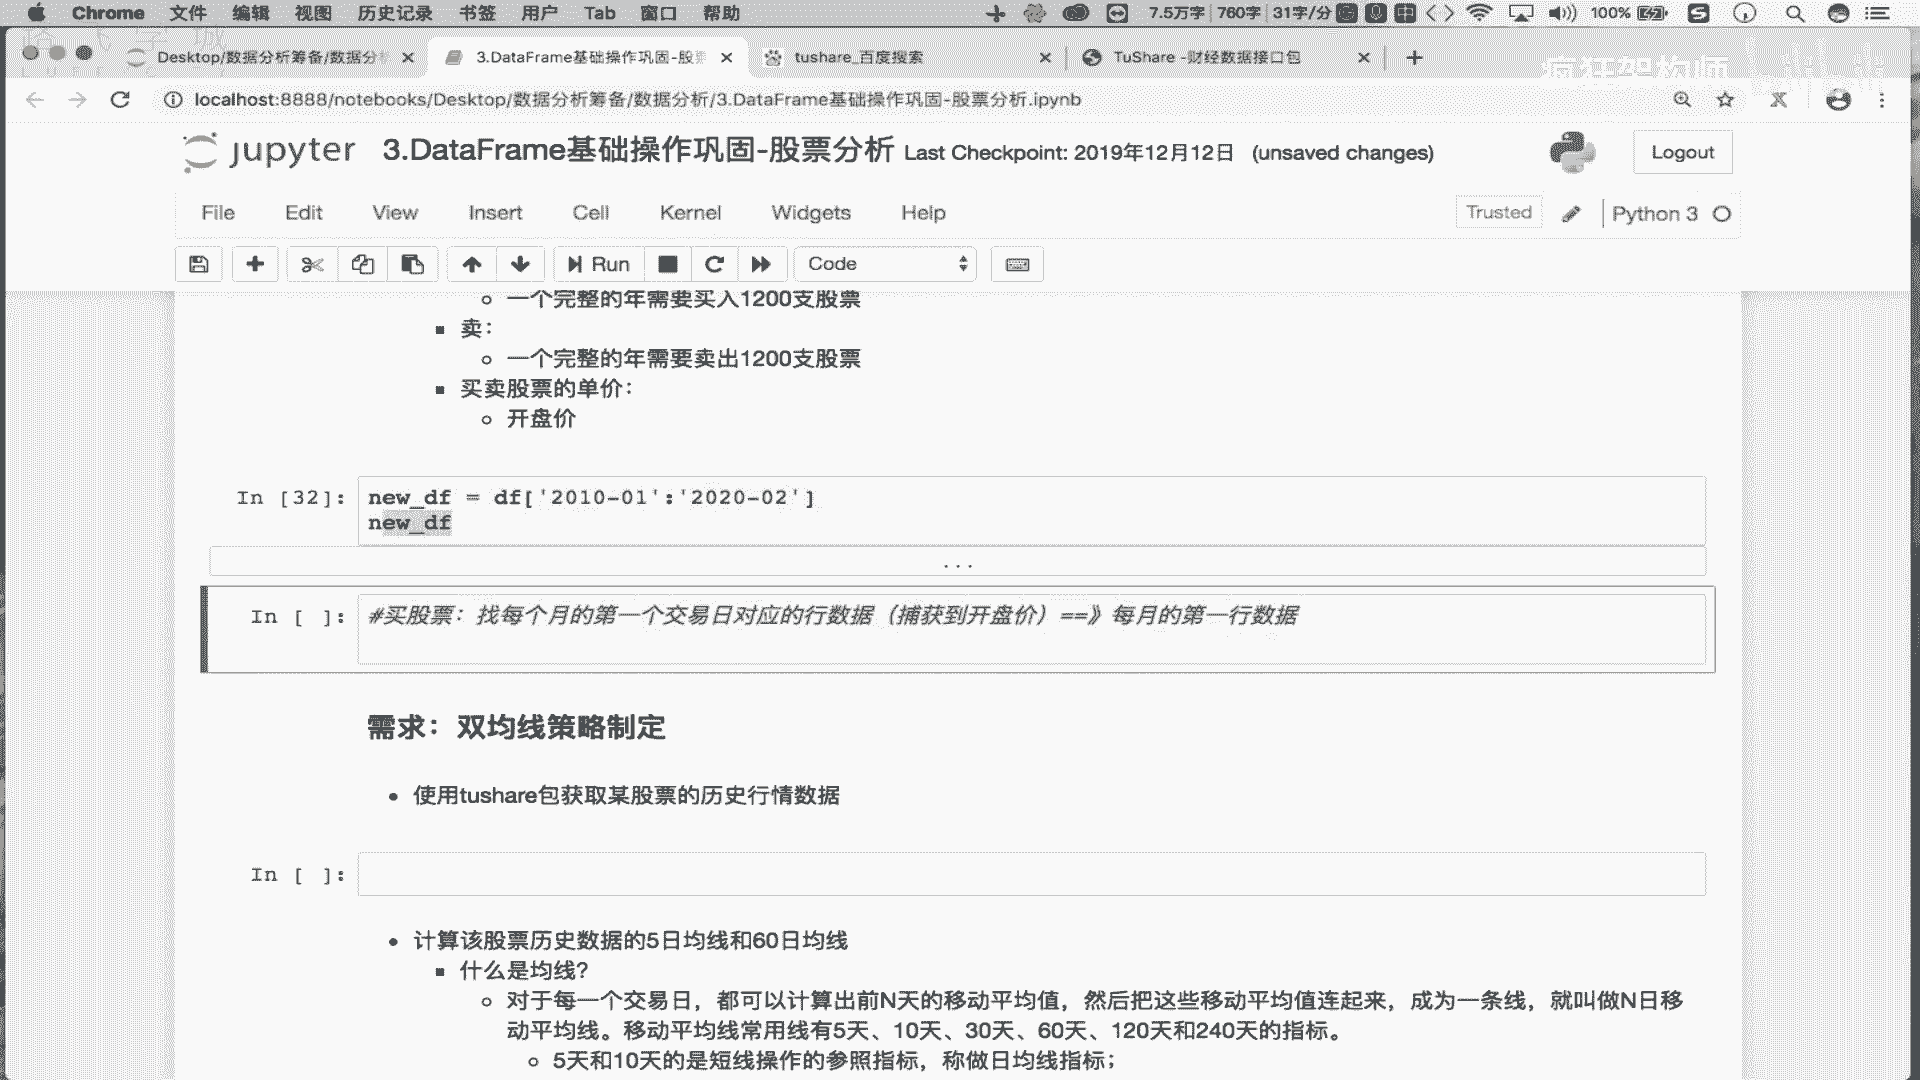 Chrome 文件 编辑 视图 历史记录 书签 用户 Tab 窗口 帮助 7.5万字 760字 31字/分 100%
Desktop/数据分析筹备/数据分析
3.DataFrame基础操作巩固-股票
tushare_百度搜索
TuShare -财经数据接口包
疯狂架构师
localhost:8888/notebooks/Desktop/数据分析筹备/数据分析/3.DataFrame基础操作巩固-股票分析.ipynb
jupyter 3.DataFrame基础操作巩固-股票分析 Last Checkpoint: 2019年12月12日 (unsaved changes) Logout
File Edit View Insert Cell Kernel Widgets Help Trusted Python 3
Run Code
一个完整的年需要买入1200支股票
卖：
一个完整的年需要卖出1200支股票
买卖股票的单价：
开盘价
In [32]: new_df = df['2010-01':'2020-02']
new_df
...
In [ ]: #买股票：找每个月的第一个交易日对应的行数据（捕获到开盘价）==》每月的第一行数据
需求：双均线策略制定
使用tushare包获取某股票的历史行情数据
In [ ]:
计算该股票历史数据的5日均线和60日均线
什么是均线？
对于每一个交易日，都可以计算出前N天的移动平均值，然后把这些移动平均值连起来，成为一条线，就叫做N日移
动平均线。移动平均线常用线有5天、10天、30天、60天、120天和240天的指标。
5天和10天的是短线操作的参照指标，称做日均线指标；